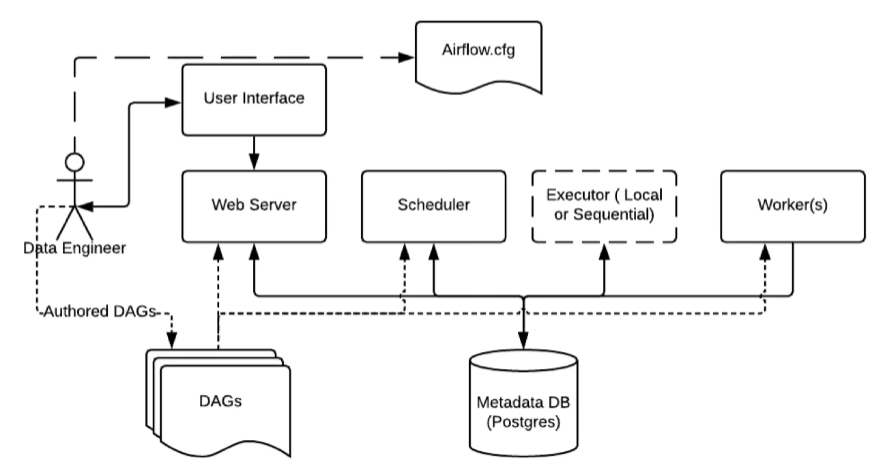 Airflow.cfg
User Interface
Web Server
Scheduler
Executor ( Local
or Sequential)
Worker(s)
Data Engineer
Authored DAGs
DAGs
Metadata DB
(Postgres)